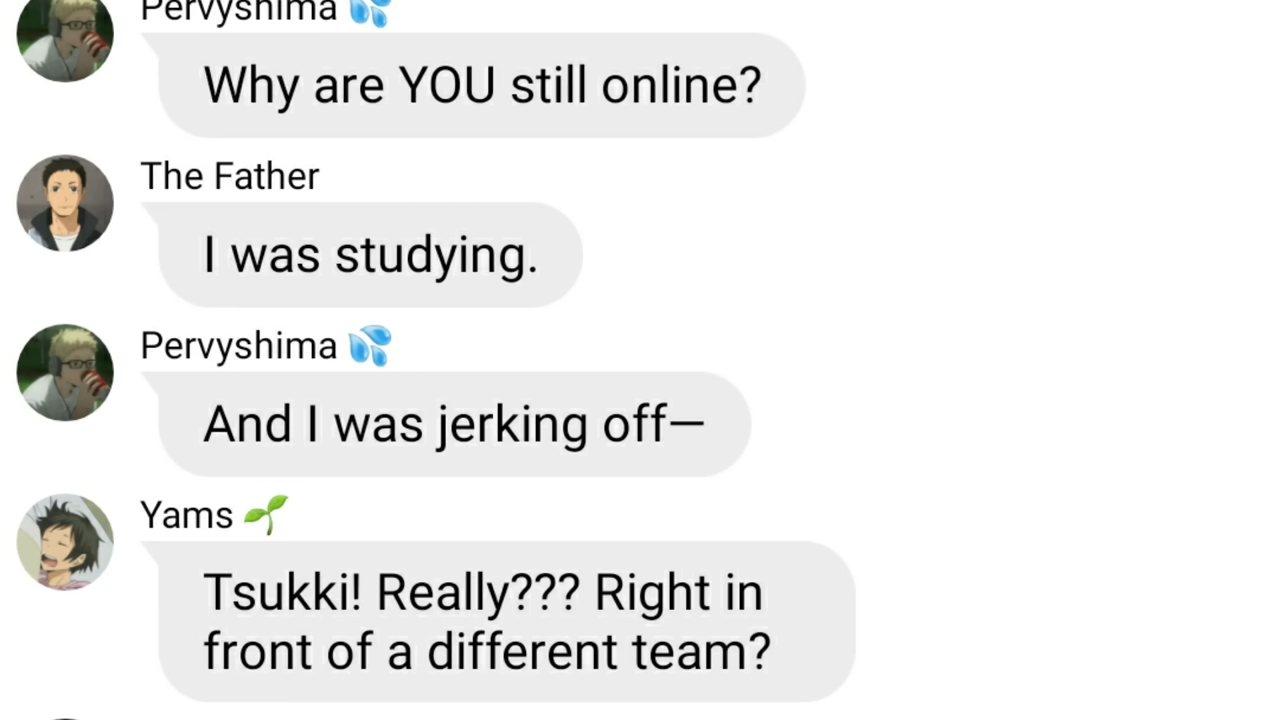 Pervyshima 💦
Why are YOU still online?
The Father
I was studying.
Pervyshima 💦
And I was jerking off—
Yams 🌱
Tsukki! Really??? Right in
front of a different team?